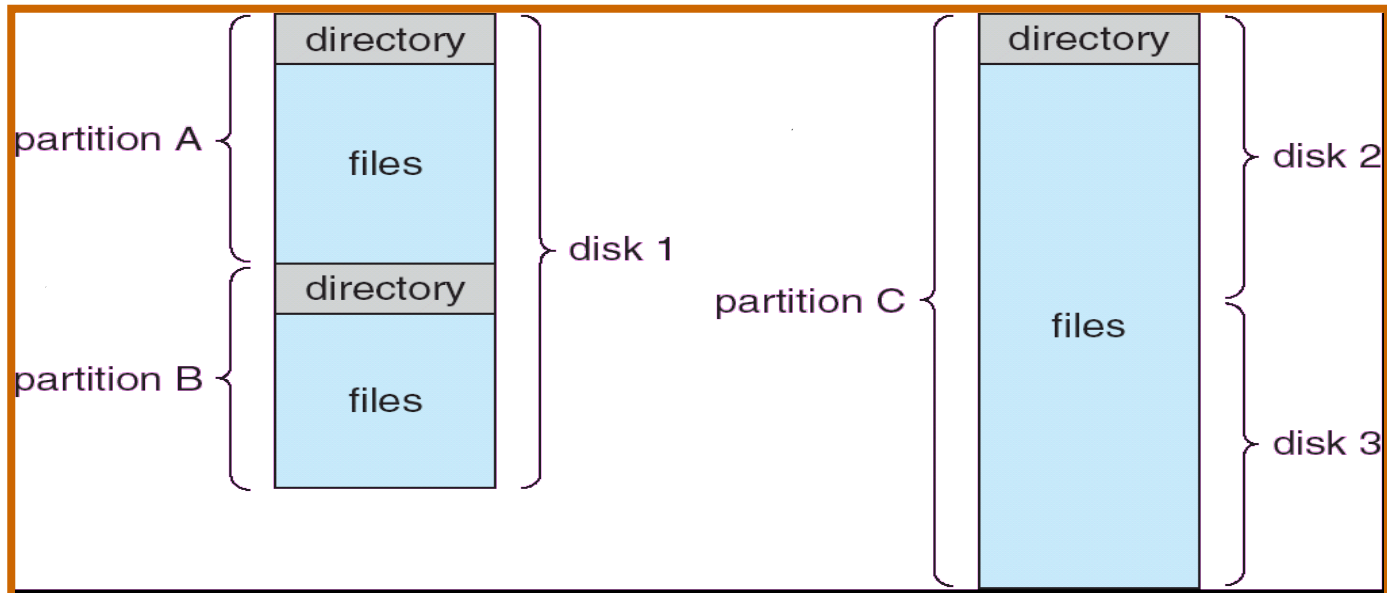 directory
partition A
files
disk 1
directory
partition B
files
directory
disk 2
partition C
files
disk 3